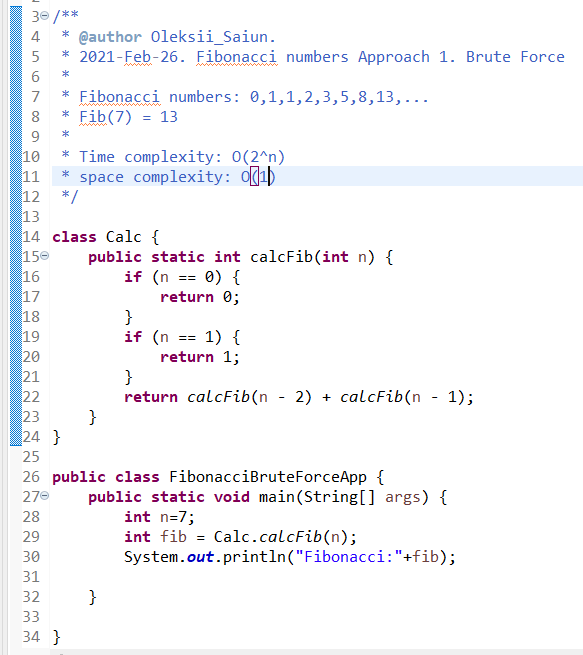 3 /**
4  * @author Oleksii_Saiun.
5  * 2021-Feb-26. Fibonacci numbers Approach 1. Brute Force
6  *
7  * Fibonacci numbers: 0,1,1,2,3,5,8,13,...
8  * Fib(7) = 13
9  *
10  * Time complexity: O(2^n)
11  * space complexity: O(1)
12  */
13
14 class Calc {
15     public static int calcFib(int n) {
16         if (n == 0) {
17             return 0;
18         }
19         if (n == 1) {
20             return 1;
21         }
22         return calcFib(n - 2) + calcFib(n - 1);
23     }
24 }
25
26 public class FibonacciBruteForceApp {
27     public static void main(String[] args) {
28         int n=7;
29         int fib = Calc.calcFib(n);
30         System.out.println("Fibonacci:"+fib);
31
32     }
33
34 }